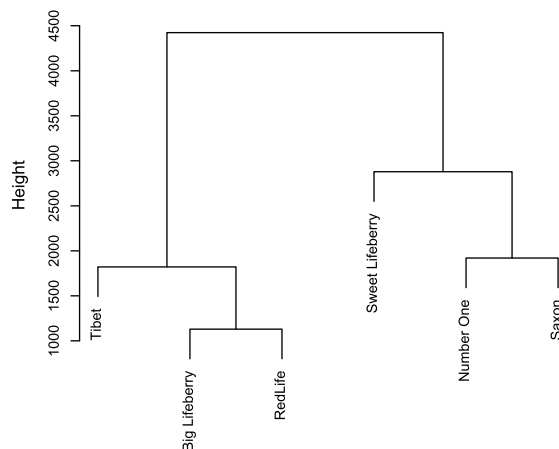 Height
4500
4000
3500
3000
2500
2000
1500
1000
Tibet
Big Lifeberry
RedLife
Sweet Lifeberry
Number One
Saxon